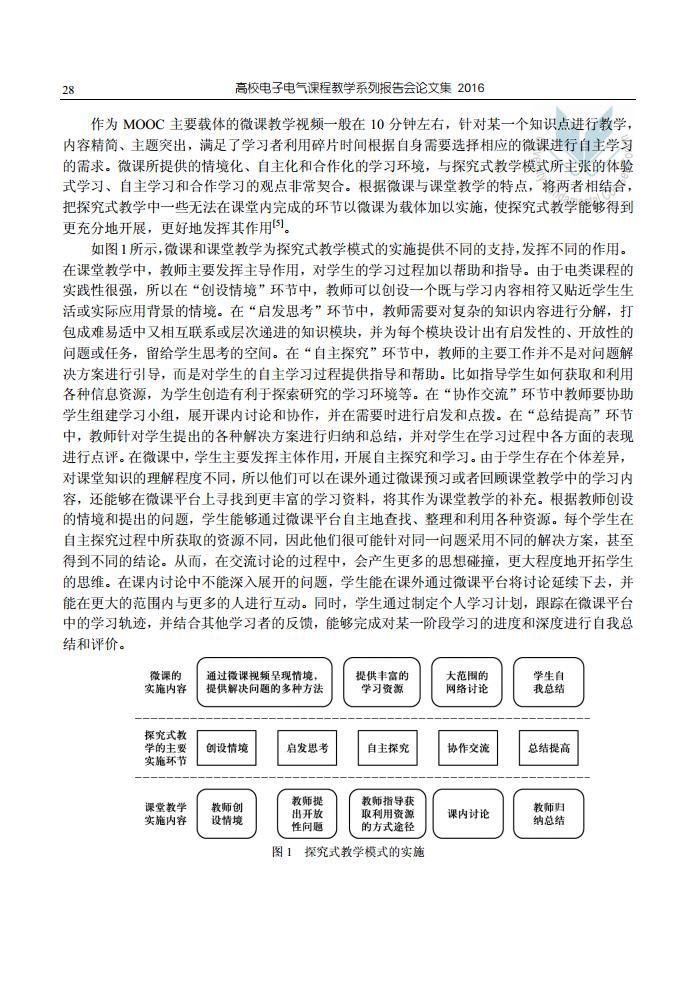 28
高校电子电气课程教学系列报告会论文集 2016
作为 MOOC 主要载体的微课教学视频一般在 10 分钟左右，针对某一个知识点进行教学，
内容精简、主题突出，满足了学习者利用碎片时间根据自身需要选择相应的微课进行自主学习
的需求。微课所提供的情境化、自主化和合作化的学习环境，与探究式教学模式所主张的体验
式学习、自主学习和合作学习的观点非常契合。根据微课与课堂教学的特点，将两者相结合，
把探究式教学中一些无法在课堂内完成的环节以微课为载体加以实施，使探究式教学能够得到
更充分地开展，更好地发挥其作用[5]。
如图 1 所示，微课和课堂教学为探究式教学模式的实施提供不同的支持，发挥不同的作用。
在课堂教学中，教师主要发挥主导作用，对学生的学习过程加以帮助和指导。由于电类课程的
实践性很强，所以在“创设情境”环节中，教师可以创设一个既与学习内容相符又贴近学生生
活或实际应用背景的情境。在“启发思考”环节中，教师需要对复杂的知识内容进行分解，打
包成难易适中又相互联系或层次递进的知识模块，并为每个模块设计出有启发性的、开放性的
问题或任务，留给学生思考的空间。在“自主探究”环节中，教师的主要工作并不是对问题解
决方案进行引导，而是对学生的自主学习过程提供指导和帮助。比如指导学生如何获取和利用
各种信息资源，为学生创造有利于探索研究的学习环境等。在“协作交流”环节中教师要协助
学生组建学习小组，展开课内讨论和协作，并在需要时进行启发和点拨。在“总结提高”环节
中，教师针对学生提出的各种解决方案进行归纳和总结，并对学生在学习过程中各方面的表现
进行点评。在微课中，学生主要发挥主体作用，开展自主探究和学习。由于学生存在个体差异，
对课堂知识的理解程度不同，所以他们可以在课外通过微课预习或者回顾课堂教学中的学习内
容，还能够在微课平台上寻找到更丰富的学习资料，将其作为课堂教学的补充。根据教师创设
的情境和提出的问题，学生能够通过微课平台自主地查找、整理和利用各种资源。每个学生在
自主探究过程中所获取的资源不同，因此他们很可能针对同一问题采用不同的解决方案，甚至
得到不同的结论。从而，在交流讨论的过程中，会产生更多的思想碰撞，更大程度地开拓学生
的思维。在课内讨论中不能深入展开的问题，学生能在课外通过微课平台将讨论延续下去，并
能在更大的范围内与更多的人进行互动。同时，学生通过制定个人学习计划，跟踪在微课平台
中的学习轨迹，并结合其他学习者的反馈，能够完成对某一阶段学习的进度和深度进行自我总
结和评价。
微课的
实施内容
通过微课视频呈现情境，
提供解决问题的多种方法
提供丰富的
学习资源
大范围的
网络讨论
学生自
我总结
探究式教
学的主要
实施环节
创设情境
启发思考
自主探究
协作交流
总结提高
课堂教学
实施内容
教师创
设情境
教师提
出开放
性问题
教师指导获
取利用资源
的方式途径
课内讨论
教师归
纳总结
图 1 探究式教学模式的实施